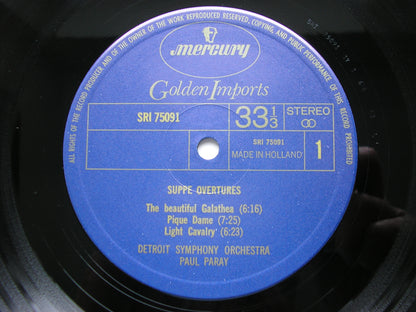 ALL RIGHTS OF THE RECORD PRODUCER AND OF THE OWNER OF THE WORK REPRODUCED RESERVED, COPYING, AND PUBLIC PERFORMANCE OF THIS RECORD PROHIBITED
mercury
Golden Imports
SRI 75091
33 1/3
STEREO
SRI 75091
MADE IN HOLLAND
1
SUPPE OVERTURES
The beautiful Galathea (6:16)
Pique Dame (7:25)
Light Cavalry (6:23)
DETROIT SYMPHONY ORCHESTRA
PAUL PARAY